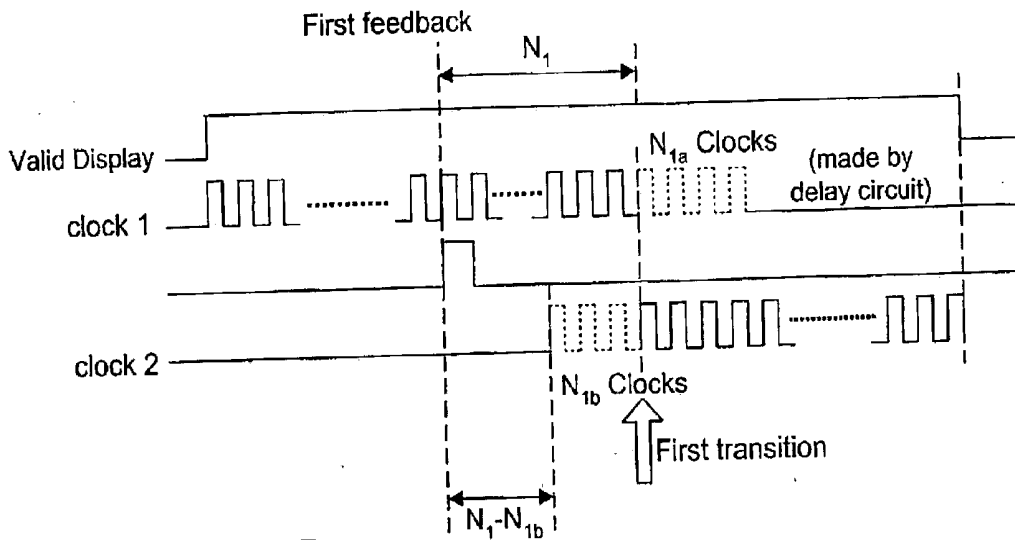 First feedback
N₁
Valid Display
N₁ₐ Clocks
(made by
delay circuit)
clock 1
clock 2
N₁b Clocks
First transition
N₁-N₁b